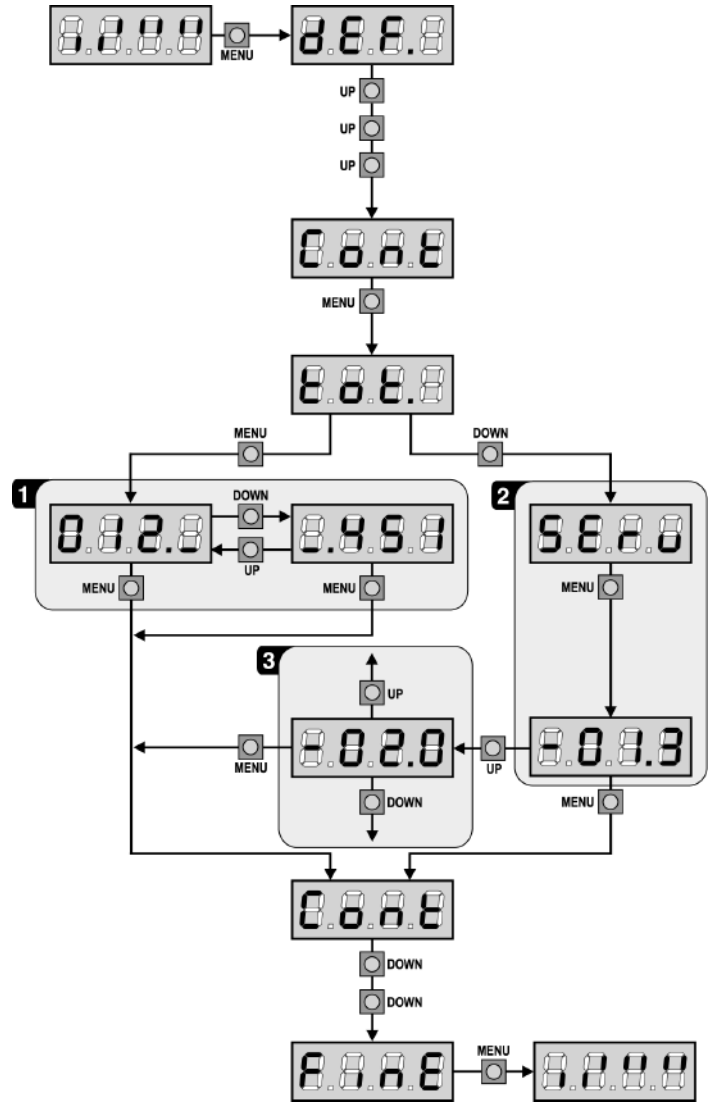 MENU
dEF.
UP
UP
UP
Cont
MENU
tot.
MENU
DOWN
1
2
DOWN
012._
_.451
SEru
UP
MENU
MENU
MENU
3
UP
-02.0
-01.3
MENU
UP
DOWN
MENU
Cont
DOWN
DOWN
MENU
FinE